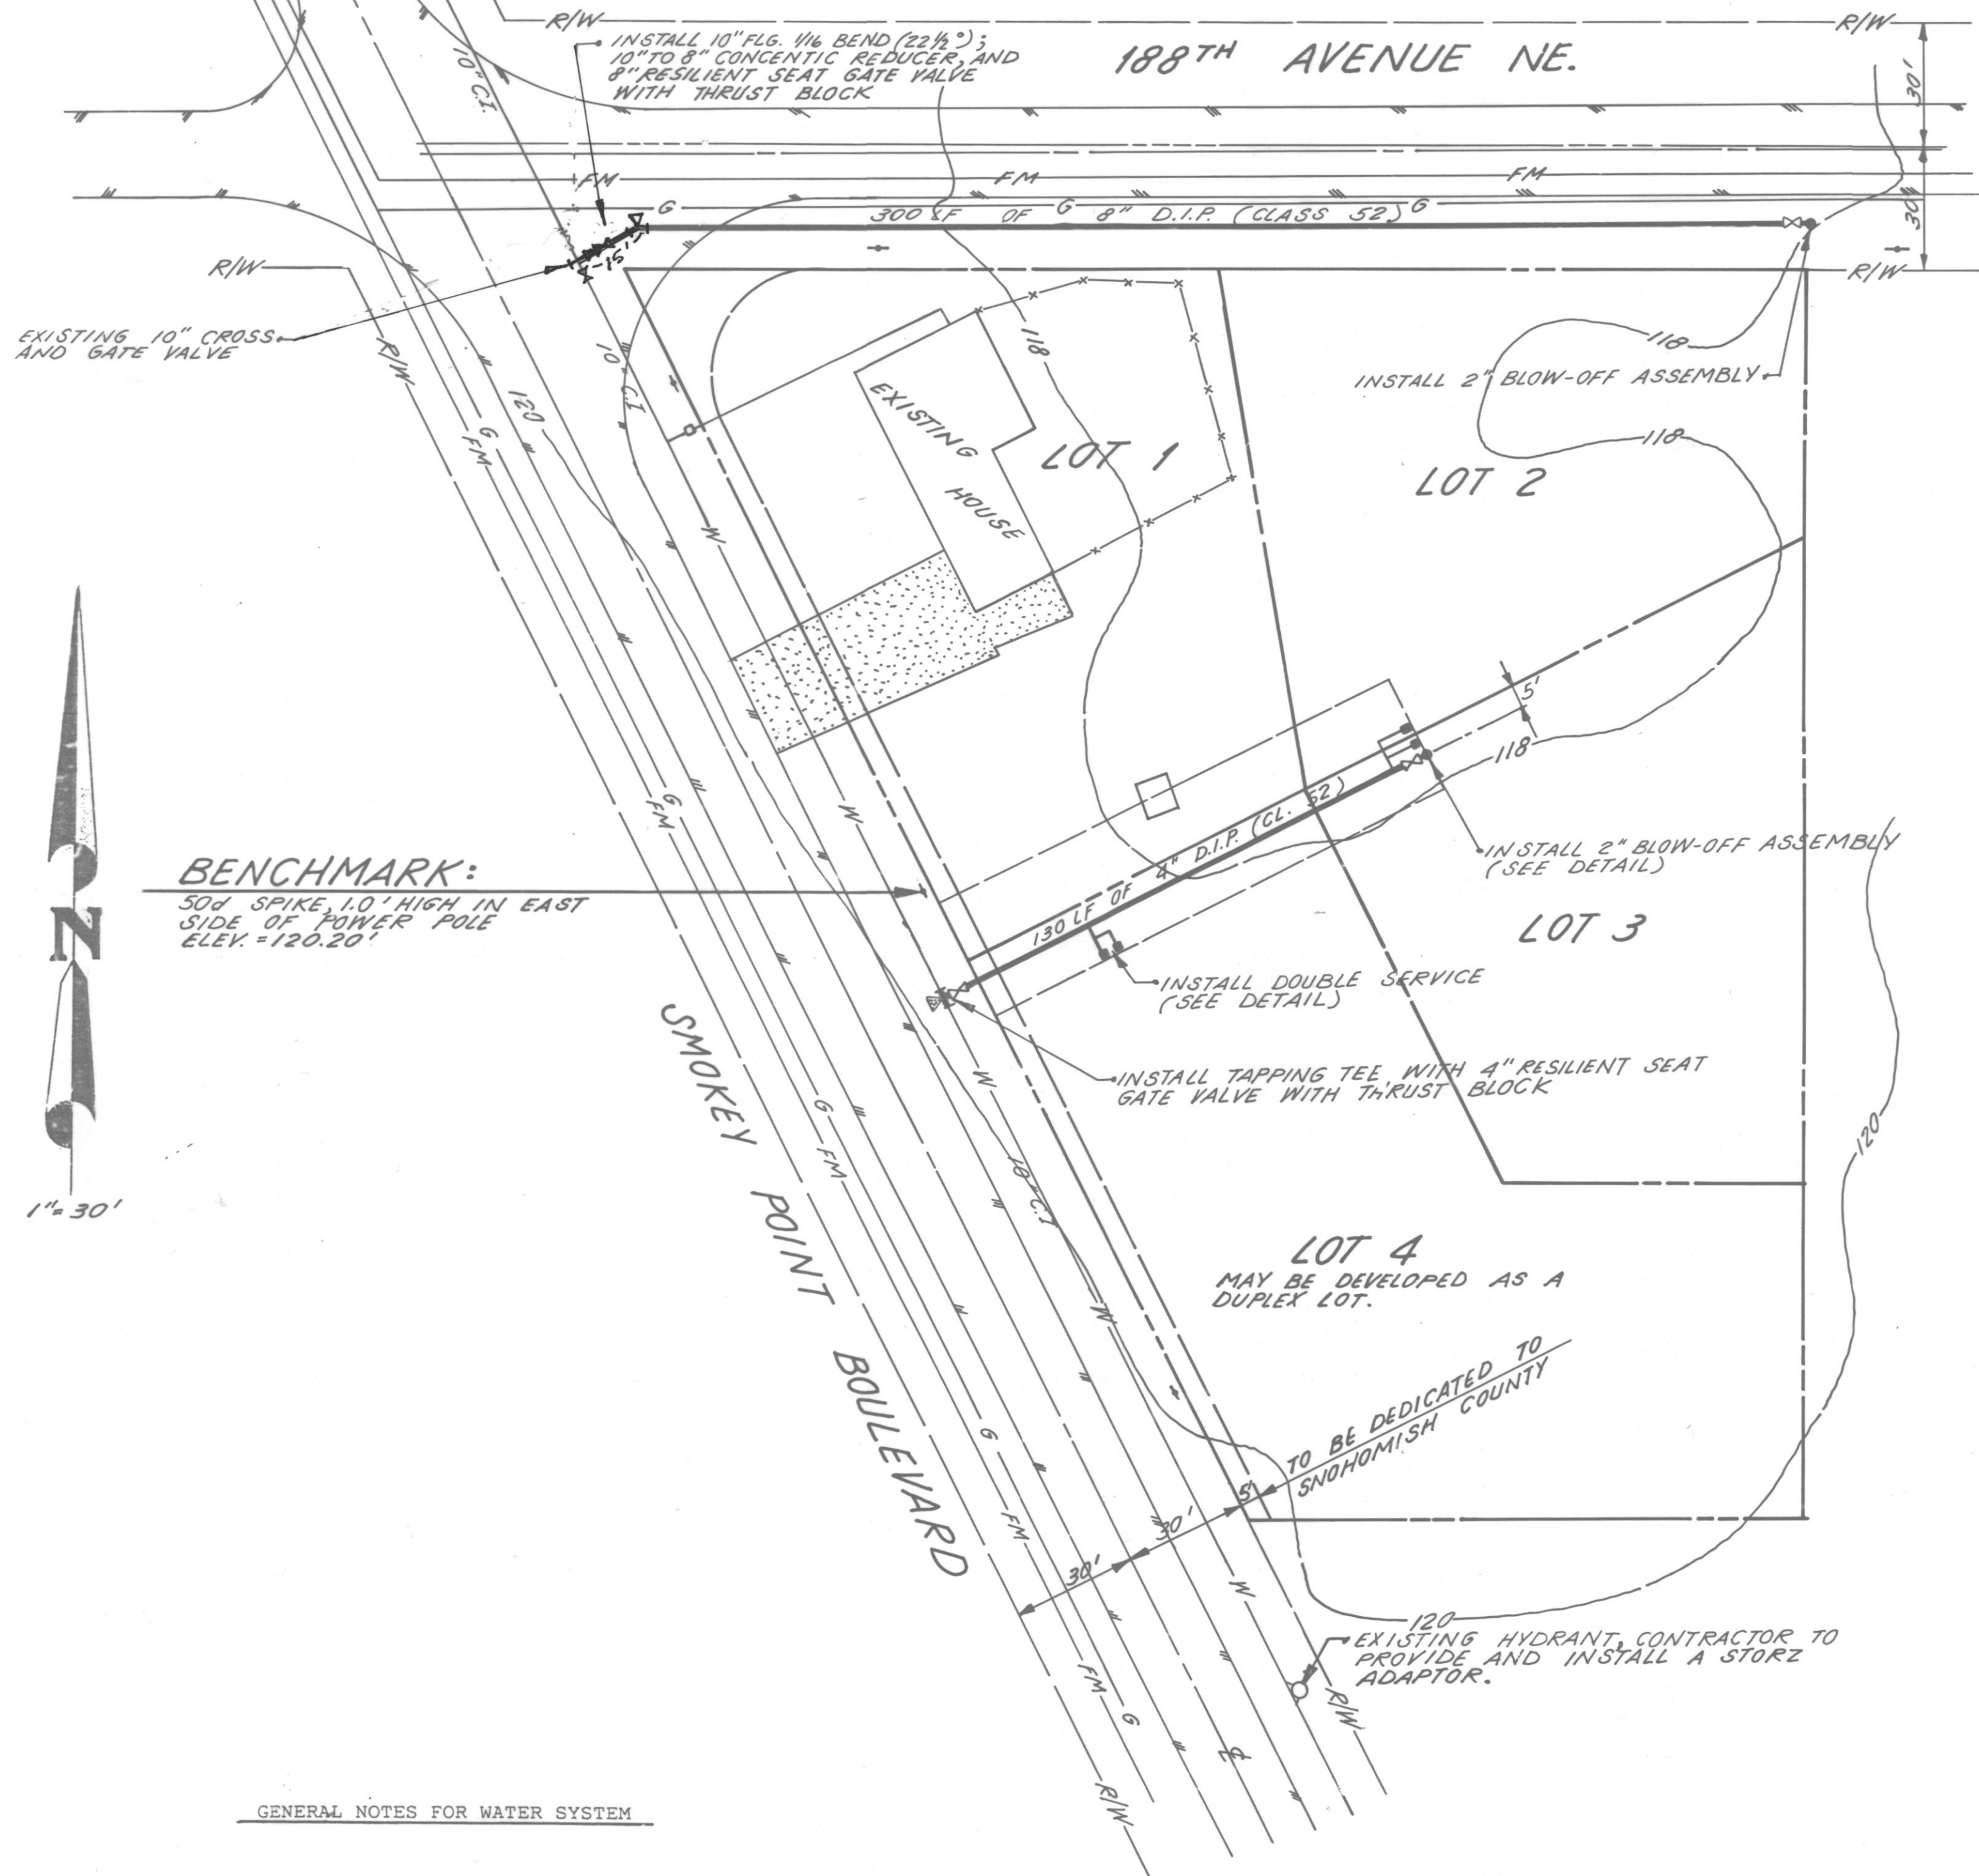 R/W
R/W
INSTALL 10" FLG. 1/16 BEND (22½°);
10" TO 8" CONCENTIC REDUCER, AND
8" RESILIENT SEAT GATE VALVE
WITH THRUST BLOCK
188TH AVENUE NE.
30'
10" C.I.
FM
FM
FM
G
300 LF OF G 8" D.I.P. (CLASS 52) G
30'
15'
R/W
R/W
EXISTING 10" CROSS
AND GATE VALVE
R/W
10" C.I
118
118
INSTALL 2" BLOW-OFF ASSEMBLY
120
EXISTING
HOUSE
LOT 1
118
LOT 2
G
FM
W
5'
118
G
FM
W
130 LF OF 4" D.I.P. (CL. 52)
INSTALL 2" BLOW-OFF ASSEMBLY
(SEE DETAIL)
BENCHMARK:
50d SPIKE, 1.0' HIGH IN EAST
SIDE OF POWER POLE
ELEV. = 120.20'
N
LOT 3
INSTALL DOUBLE SERVICE
(SEE DETAIL)
INSTALL TAPPING TEE WITH 4" RESILIENT SEAT
GATE VALVE WITH THRUST BLOCK
W
G
FM
120
10" C.I
1"=30'
SMOKEY POINT BOULEVARD
LOT 4
MAY BE DEVELOPED AS A
DUPLEX LOT.
W
TO BE DEDICATED TO
SNOHOMISH COUNTY
5'
30'
30'
G
FM
W
120
EXISTING HYDRANT, CONTRACTOR TO
PROVIDE AND INSTALL A STORZ
ADAPTOR.
FM
G
R/W
R/W
GENERAL NOTES FOR WATER SYSTEM